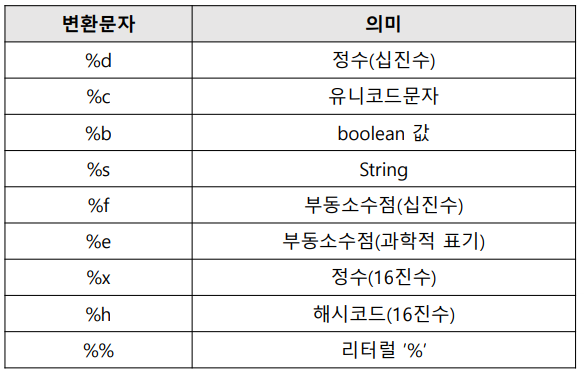 변환문자 의미
%d 정수(십진수)
%c 유니코드문자
%b boolean 값
%s String
%f 부동소수점(십진수)
%e 부동소수점(과학적 표기)
%x 정수(16진수)
%h 해시코드(16진수)
%% 리터럴 '%'